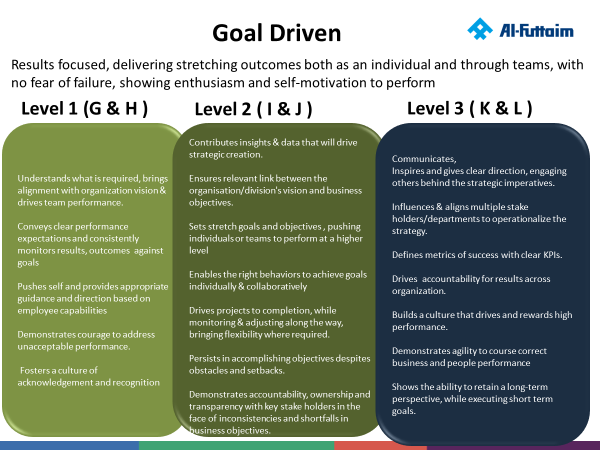 Goal Driven
Al-Futtaim
Results focused, delivering stretching outcomes both as an individual and through teams, with
no fear of failure, showing enthusiasm and self-motivation to perform
Level 1 (G & H )
Level 2 ( I & J )
Level 3 ( K & L )
Understands what is required, brings
alignment with organization vision &
drives team performance.
Conveys clear performance
expectations and consistently
monitors results, outcomes against
goals
Pushes self and provides appropriate
guidance and direction based on
employee capabilities
Demonstrates courage to address
unacceptable performance.
Fosters a culture of
acknowledgement and recognition
Contributes insights & data that will drive
strategic creation.
Ensures relevant link between the
organisation/division's vision and business
objectives.
Sets stretch goals and objectives , pushing
individuals or teams to perform at a higher
level
Enables the right behaviors to achieve goals
individually & collaboratively
Drives projects to completion, while
monitoring & adjusting along the way,
bringing flexibility where required.
Persists in accomplishing objectives despites
obstacles and setbacks.
Demonstrates accountability, ownership and
transparency with key stake holders in the
face of inconsistencies and shortfalls in
business objectives.
Communicates,
Inspires and gives clear direction, engaging
others behind the strategic imperatives.
Influences & aligns multiple stake
holders/departments to operationalize the
strategy.
Defines metrics of success with clear KPIs.
Drives accountability for results across
organization.
Builds a culture that drives and rewards high
performance.
Demonstrates agility to course correct
business and people performance
Shows the ability to retain a long-term
perspective, while executing short term
goals.